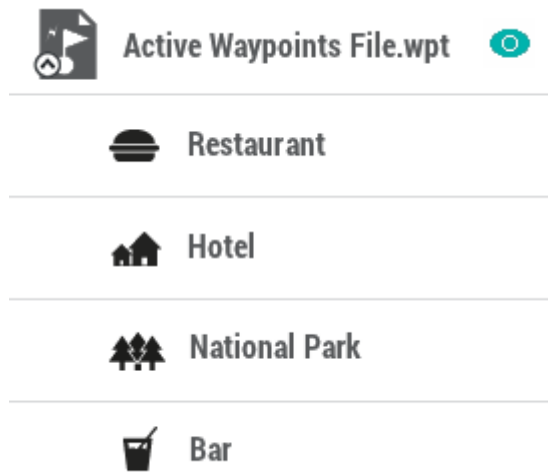 Active Waypoints File.wpt
Restaurant
Hotel
National Park
Bar